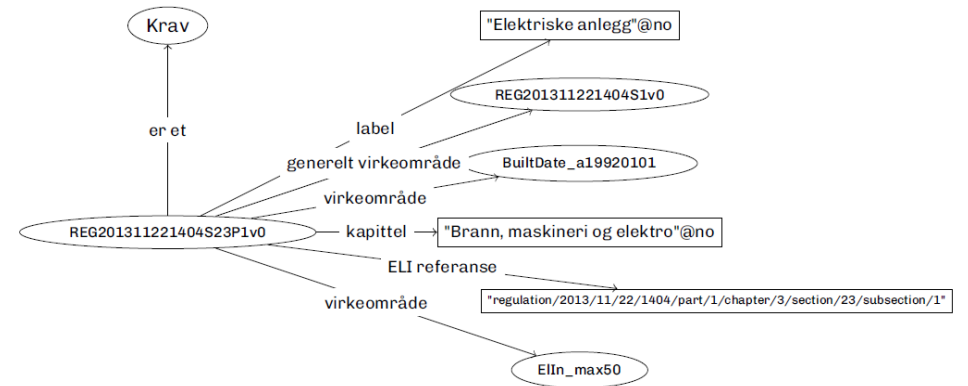 Krav
"Elektriske anlegg"@no
REG201311221404S1v0
er et
label
generelt virkeområde
BuiltDate_a19920101
virkeområde
REG201311221404S23P1v0
kapittel
"Brann, maskineri og elektro"@no
ELI referanse
virkeområde
"regulation/2013/11/22/1404/part/1/chapter/3/section/23/subsection/1"
ElIn_max50